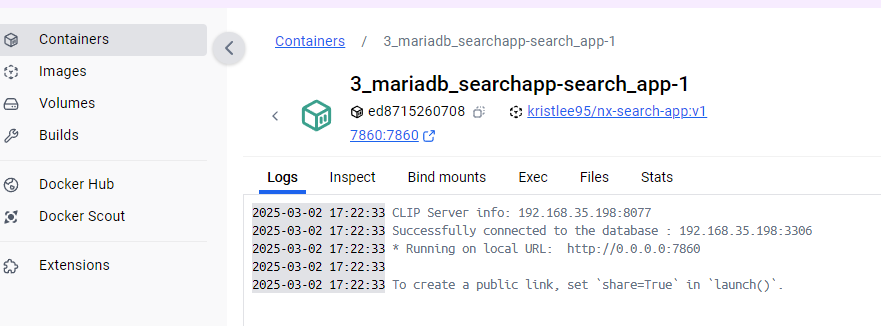 Containers
Images
Volumes
Builds
Docker Hub
Docker Scout
Extensions
Containers / 3_mariadb_searchapp-search_app-1
3_mariadb_searchapp-search_app-1
ed8715260708 kristlee95/nx-search-app:v1
7860:7860
Logs Inspect Bind mounts Exec Files Stats
2025-03-02 17:22:33 CLIP Server info: 192.168.35.198:8077
2025-03-02 17:22:33 Successfully connected to the database : 192.168.35.198:3306
2025-03-02 17:22:33 * Running on local URL:  http://0.0.0.0:7860
2025-03-02 17:22:33
2025-03-02 17:22:33 To create a public link, set `share=True` in `launch()`.